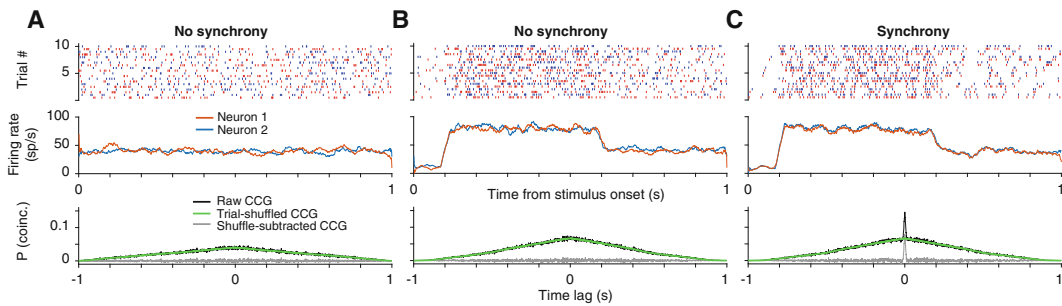 A
B
C
No synchrony
No synchrony
Synchrony
Trial #
10
5
Firing rate
(sp/s)
100
50
0
Neuron 1
Neuron 2
0
1
0
1
0
1
Time from stimulus onset (s)
P (coinc.)
0.1
0
Raw CCG
Trial-shuffled CCG
Shuffle-subtracted CCG
-1
0
1
-1
0
1
-1
0
1
Time lag (s)